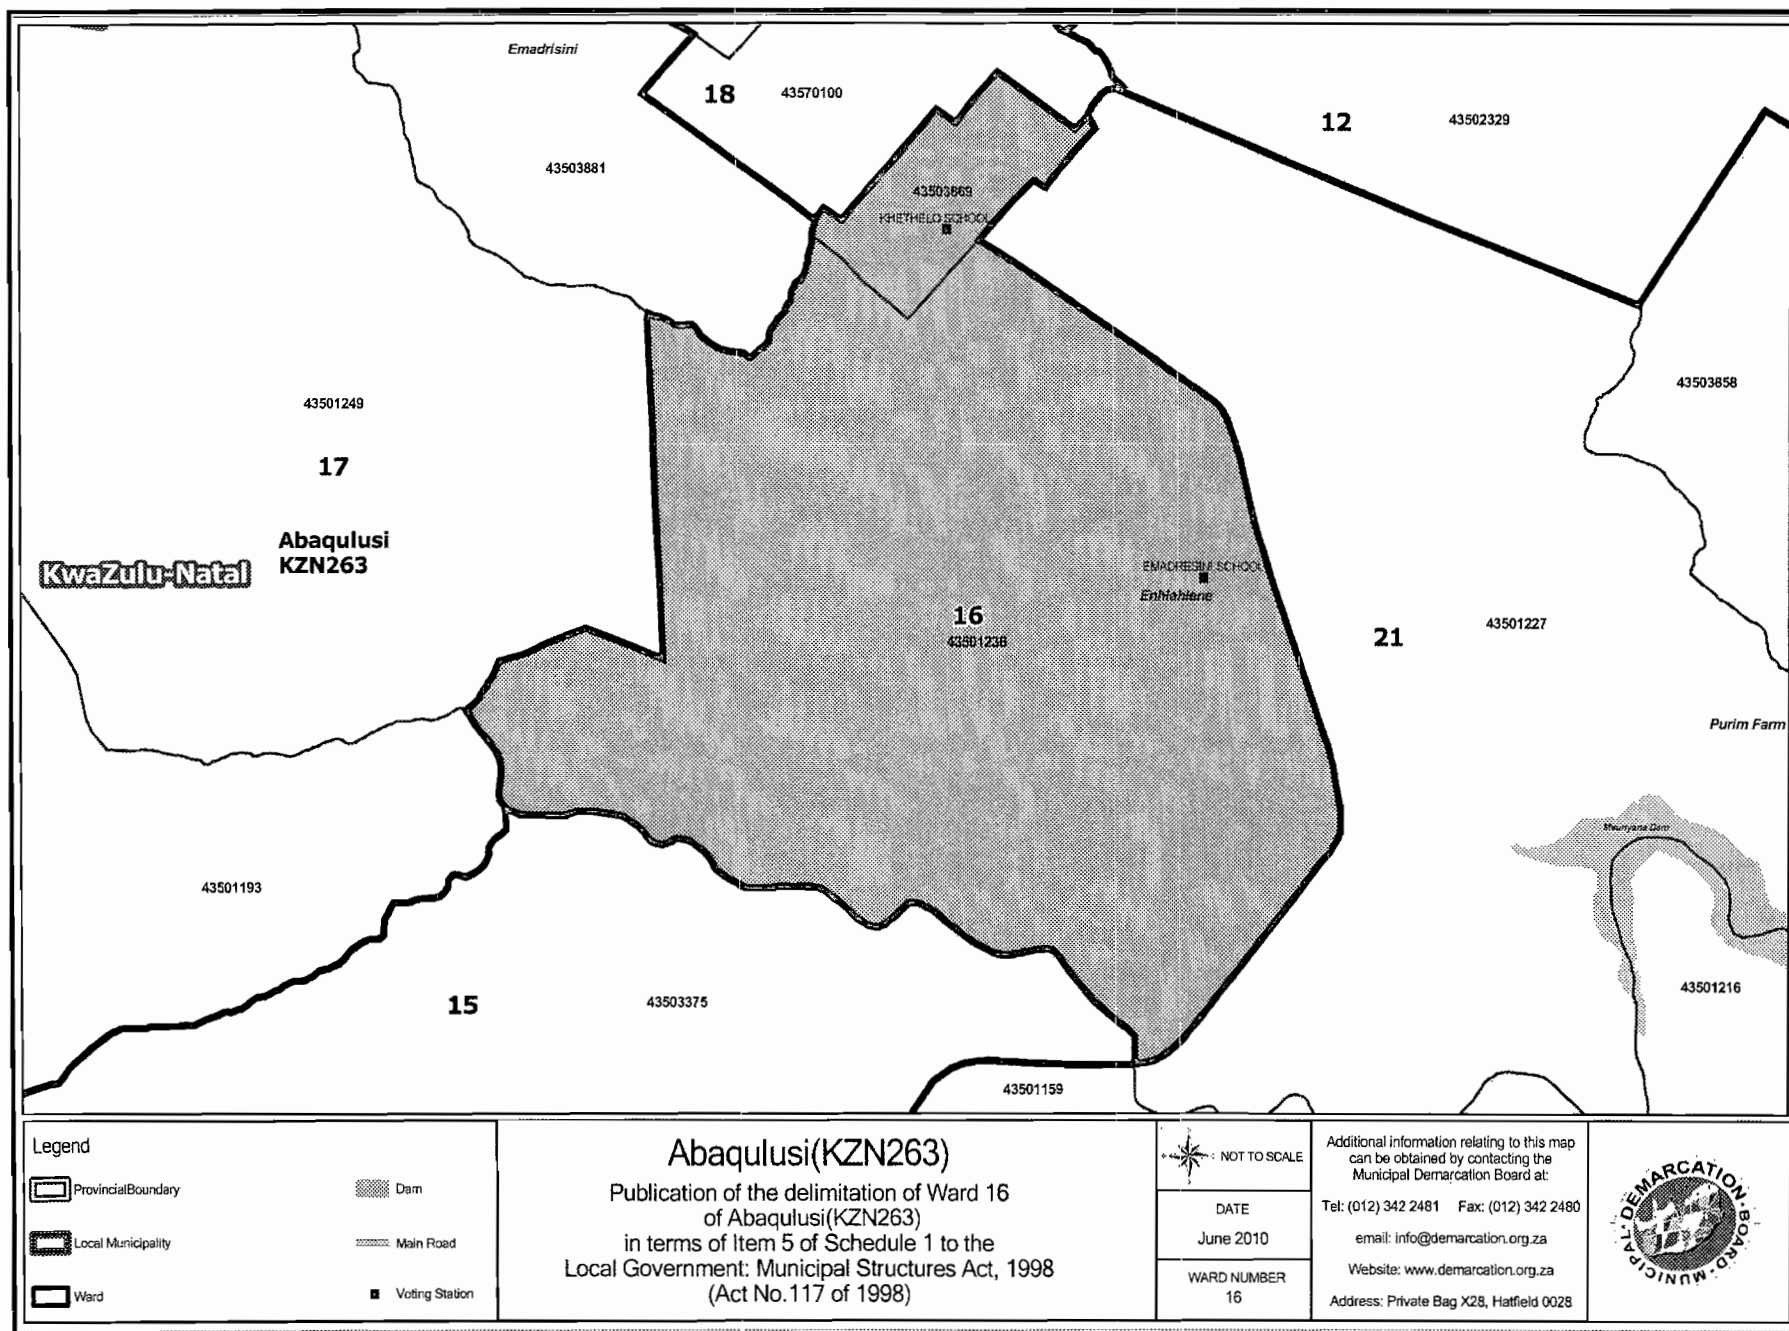 Emadrisini
18
43570100
12
43502329
43503881
43503869
KHETHELO SCHOOL
43503858
43501249
17
Abaqulusi
KZN263
KwaZulu-Natal
EMADRESINI SCHOOL
16
43501238
21
43501227
Purim Farm
43501193
15
43503375
43501216
43501159
Legend
ProvincialBoundary
Dam
Local Municipality
Main Road
Ward
Voting Station
Abaqulusi(KZN263)
Publication of the delimitation of Ward 16
of Abaqulusi(KZN263)
in terms of Item 5 of Schedule 1 to the
Local Government: Municipal Structures Act, 1998
(Act No.117 of 1998)
NOT TO SCALE
DATE
June 2010
WARD NUMBER
16
Additional information relating to this map
can be obtained by contacting the
Municipal Demarcation Board at:
Tel: (012) 342 2481 Fax: (012) 342 2480
email: info@demarcation.org.za
Website: www.demarcation.org.za
Address: Private Bag X28, Hatfield 0028
MUNICIPAL DEMARCATION BOARD